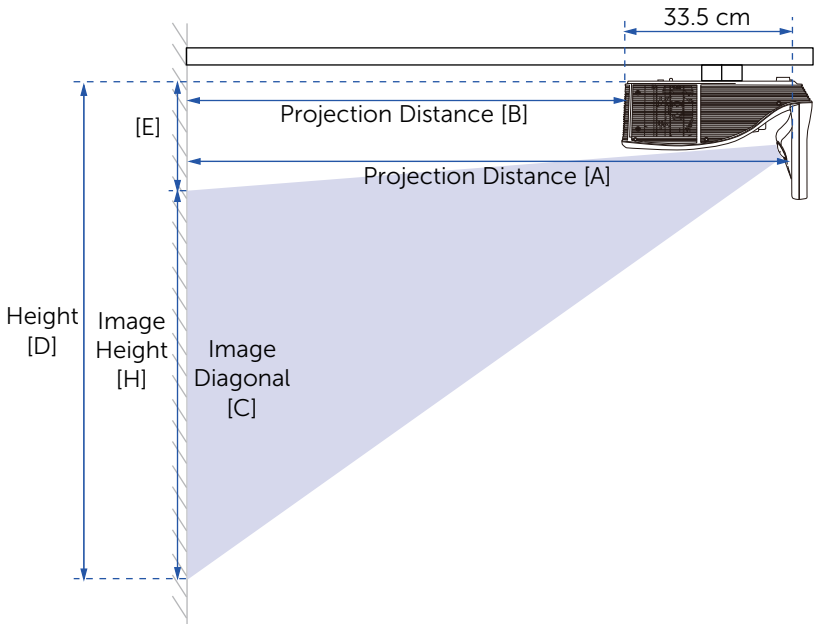 33.5 cm
Projection Distance [B]
[E]
Projection Distance [A]
Height
[D]
Image
Height
[H]
Image
Diagonal
[C]